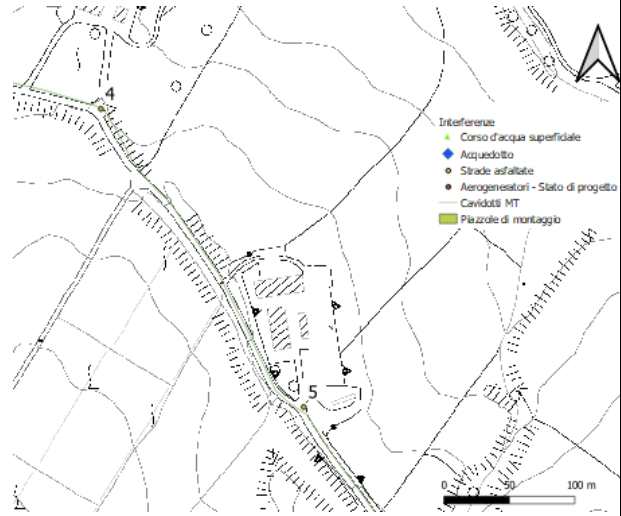 4
Interferenze
Corso d'acqua superficiale
Acquedotto
Strade asfaltate
Aerogeneratori - Stato di progetto
Cavidotti MT
Piazzole di montaggio
5
0 50 100 m